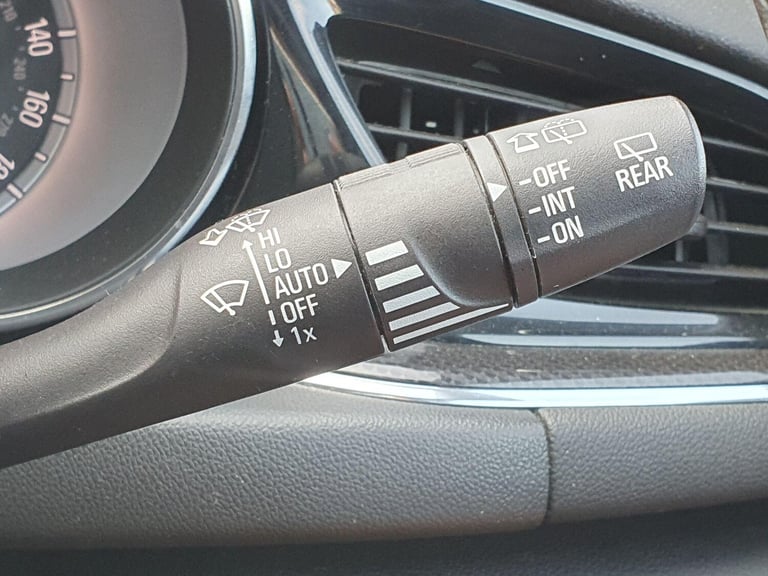 140
160
HI
LO
AUTO
OFF
1x
-OFF
-INT
-ON
REAR